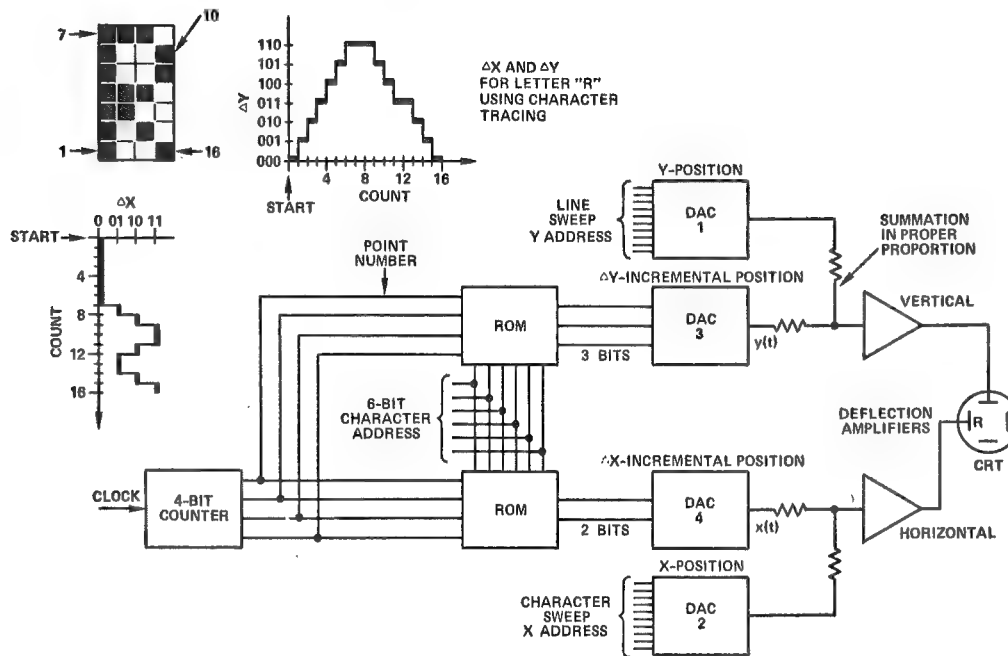 10
7
1
16
ΔY
110
101
100
011
010
001
000
4
8
12
16
COUNT
START
ΔX AND ΔY
FOR LETTER "R"
USING CHARACTER
TRACING
ΔX
0 01 10 11
START
COUNT
4
8
12
16
POINT
NUMBER
Y-POSITION
LINE
SWEEP
Y ADDRESS
DAC
1
SUMMATION
IN PROPER
PROPORTION
ΔY-INCREMENTAL POSITION
ROM
3 BITS
DAC
3
y(t)
VERTICAL
6-BIT
CHARACTER
ADDRESS
DEFLECTION
AMPLIFIERS
R
CRT
CLOCK
4-BIT
COUNTER
ROM
ΔX-INCREMENTAL POSITION
2 BITS
DAC
4
x(t)
HORIZONTAL
X-POSITION
CHARACTER
SWEEP
X ADDRESS
DAC
2